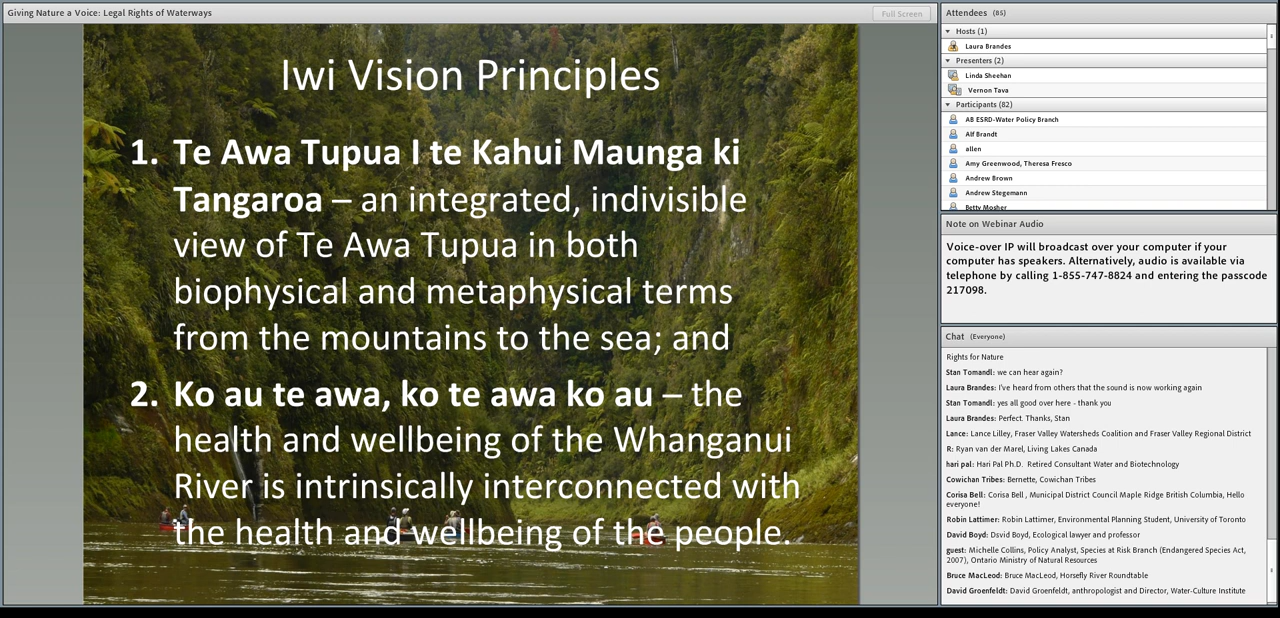 Giving Nature a Voice: Legal Rights of Waterways
Full Screen
Iwi Vision Principles
1. Te Awa Tupua I te Kahui Maunga ki
Tangaroa – an integrated, indivisible
view of Te Awa Tupua in both
biophysical and metaphysical terms
from the mountains to the sea; and
2. Ko au te awa, ko te awa ko au – the
health and wellbeing of the Whanganui
River is intrinsically interconnected with
the health and wellbeing of the people.
Attendees (85)
Hosts (1)
Laura Brandes
Presenters (2)
Linda Sheehan
Vernon Tava
Participants (82)
AB ESRD-Water Policy Branch
Alf Brandt
allen
Amy Greenwood, Theresa Fresco
Andrew Brown
Andrew Stegemann
Betty Mosher
Note on Webinar Audio
Voice-over IP will broadcast over your computer if your
computer has speakers. Alternatively, audio is available via
telephone by calling 1-855-747-8824 and entering the passcode
217098.
Chat (Everyone)
Rights for Nature
Stan Tomandl: we can hear again?
Laura Brandes: I've heard from others that the sound is now working again
Stan Tomandl: yes all good over here - thank you
Laura Brandes: Perfect. Thanks, Stan
Lance: Lance Lilley, Fraser Valley Watersheds Coalition and Fraser Valley Regional District
R: Ryan van der Marel, Living Lakes Canada
hari pal: Hari Pal Ph.D. Retired Consultant Water and Biotechnology
Cowichan Tribes: Bernette, Cowichan Tribes
Corisa Bell: Corisa Bell , Municipal District Council Maple Ridge British Columbia, Hello
everyone!
Robin Lattimer: Robin Lattimer, Environmental Planning Student, University of Toronto
David Boyd: Dsvid Boyd, Ecological lawyer and professor
guest: Michelle Collins, Policy Analyst, Species at Risk Branch (Endangered Species Act,
2007), Ontario Ministry of Natural Resources
Bruce MacLeod: Bruce MacLeod, Horsefly River Roundtable
David Groenfeldt: David Groenfeldt, anthropologist and Director, Water-Culture Institute